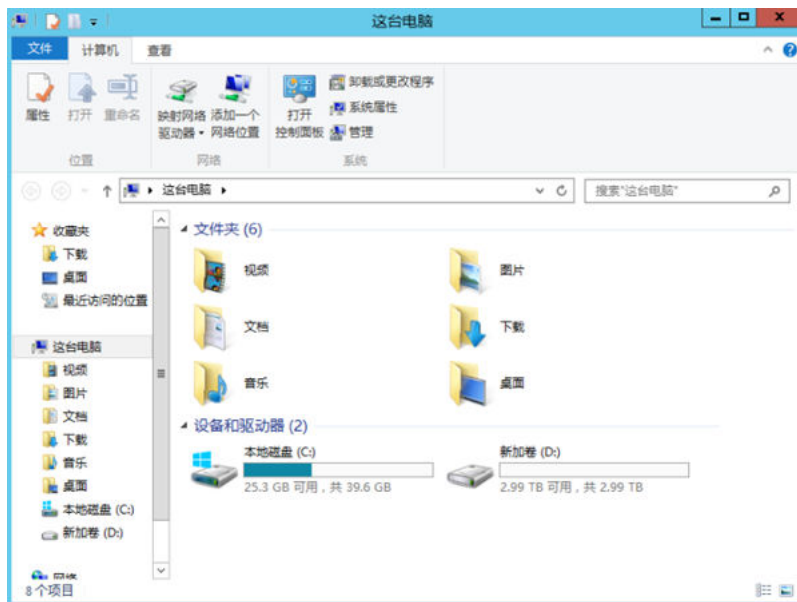 这台电脑
文件 计算机 查看
属性 打开 重命名 映射网络驱动器 添加一个网络位置 打开控制面板 卸载或更改程序
系统属性
管理
位置 网络 系统
这台电脑
搜索"这台电脑"
收藏夹
下载
桌面
最近访问的位置
这台电脑
视频
图片
文档
下载
音乐
桌面
本地磁盘 (C:)
新加卷 (D:)
网络
文件夹 (6)
视频 图片
文档 下载
音乐 桌面
设备和驱动器 (2)
本地磁盘 (C:) 新加卷 (D:)
25.3 GB 可用，共 39.6 GB 2.99 TB 可用，共 2.99 TB
8 个项目